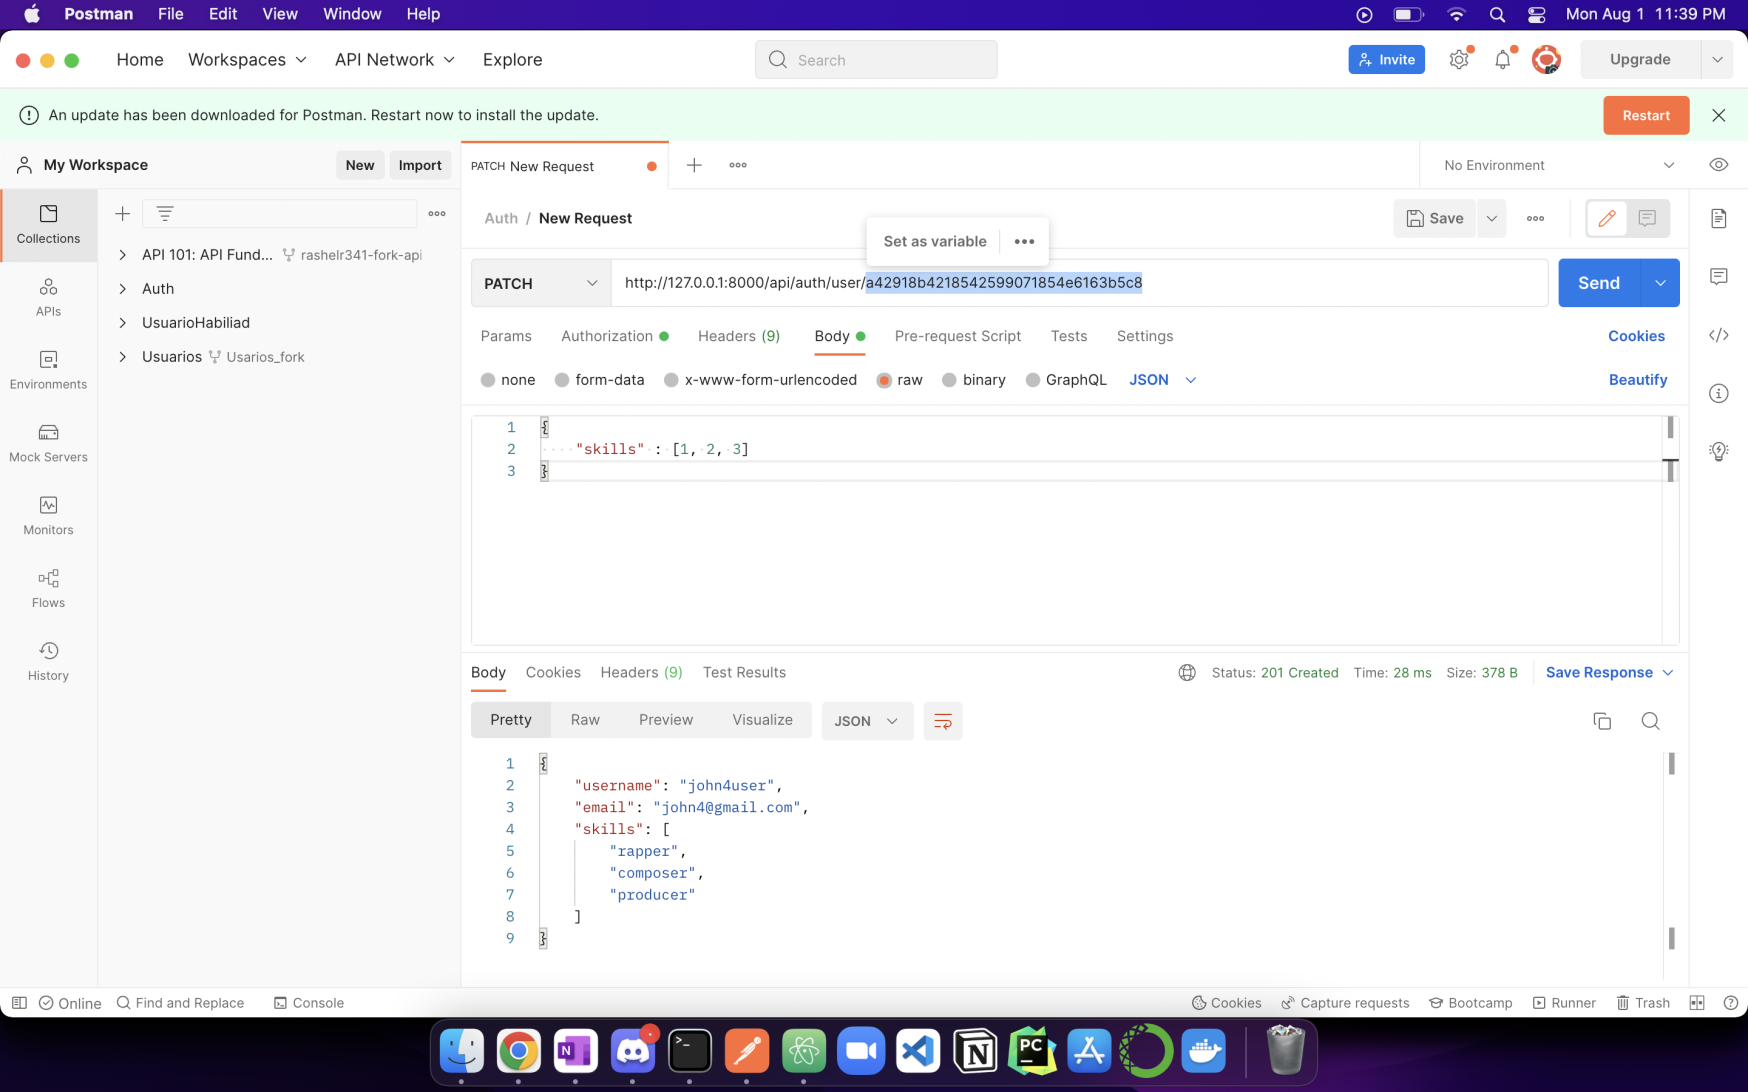 Postman File Edit View Window Help Mon Aug 1 11:39 PM
Home Workspaces API Network Explore Search Invite Upgrade
An update has been downloaded for Postman. Restart now to install the update. Restart
My Workspace New Import PATCH New Request No Environment
Collections
APIs
Environments
Mock Servers
Monitors
Flows
History
API 101: API Fund... rashelr341-fork-api
Auth
UsuarioHabiliad
Usuarios Usarios_fork
Auth / New Request Save
Set as variable
PATCH http://127.0.0.1:8000/api/auth/user/a42918b4218542599071854e6163b5c8 Send
Params Authorization Headers (9) Body Pre-request Script Tests Settings Cookies
none form-data x-www-form-urlencoded raw binary GraphQL JSON Beautify
1 {
2 "skills" : [1, 2, 3]
3 }
Body Cookies Headers (9) Test Results Status: 201 Created Time: 28 ms Size: 378 B Save Response
Pretty Raw Preview Visualize JSON
1 {
2 "username": "john4user",
3 "email": "john4@gmail.com",
4 "skills": [
5 "rapper",
6 "composer",
7 "producer"
8 ]
9 }
Online Find and Replace Console Cookies Capture requests Bootcamp Runner Trash
N >_ N PC